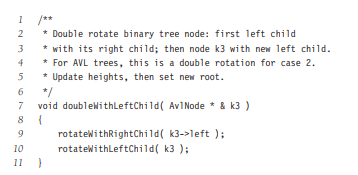 1 /**
2 * Double rotate binary tree node: first left child
3 * with its right child; then node k3 with new left child.
4 * For AVL trees, this is a double rotation for case 2.
5 * Update heights, then set new root.
6 */
7 void doubleWithLeftChild( AvlNode * & k3 )
8 {
9 rotateWithRightChild( k3->left );
10 rotateWithLeftChild( k3 );
11 }